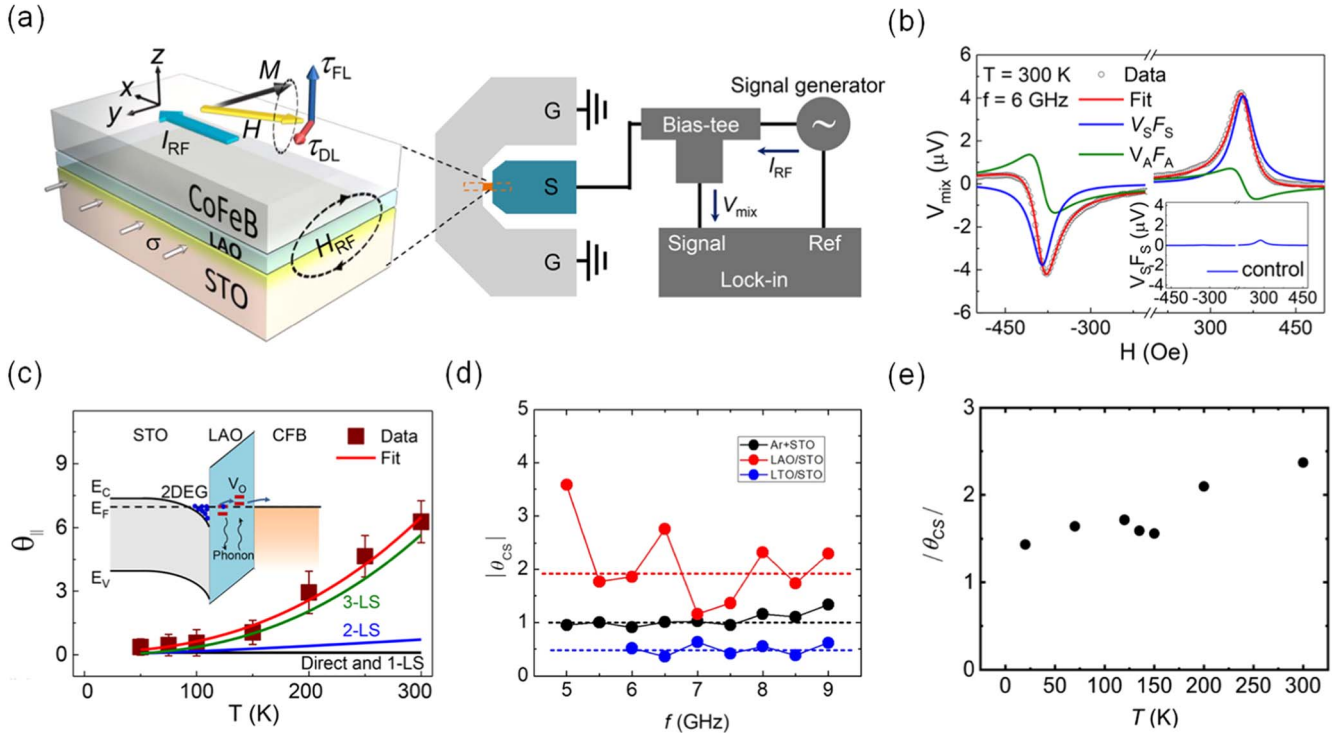 (a)
z
x
y
M
H
τFL
τDL
IRF
CoFeB
LAO
STO
σ
HRF
G
S
G
Bias-tee
Signal generator
~
IRF
Vmix
Signal
Ref
Lock-in
(b)
T = 300 K
f = 6 GHz
Data
Fit
VSFS
VAFA
Vmix (μV)
6
4
2
0
-2
-4
-6
-450
-300
300
450
H (Oe)
VSFS (μV)
4
2
0
-2
-4
control
-450
-300
300
450
(c)
STO
LAO
CFB
Data
Fit
EC
EF
EV
2DEG
VO
Phonon
3-LS
2-LS
Direct and 1-LS
θ||
9
6
3
0
0
100
200
300
T (K)
(d)
Ar+STO
LAO/STO
LTO/STO
|θCS|
5
4
3
2
1
0
5
6
7
8
9
f (GHz)
(e)
/θCS/
3
2
1
0
0
50
100
150
200
250
300
T (K)